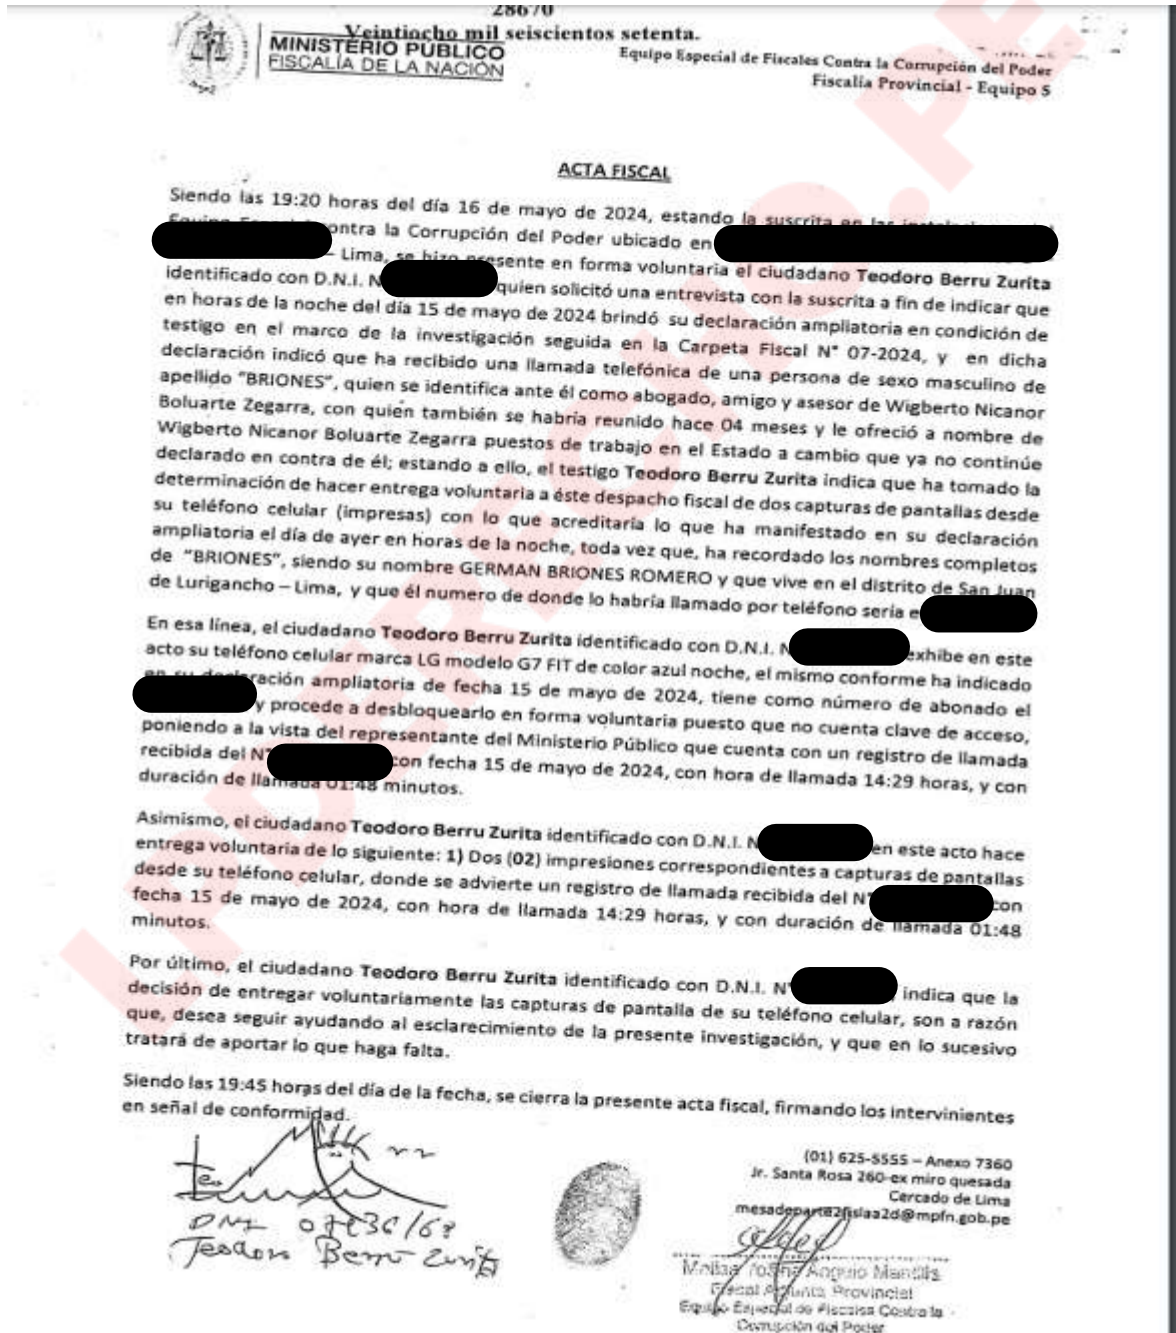 28670
Veintiocho mil seiscientos setenta.
MINISTERIO PÚBLICO
FISCALÍA DE LA NACIÓN
Equipo Especial de Fiscales Contra la Corrupción del Poder
Fiscalía Provincial - Equipo 5
ACTA FISCAL
Siendo las 19:20 horas del día 16 de mayo de 2024, estando la suscrita en las
ontra la Corrupción del Poder ubicado en
– Lima, se hizo presente en forma voluntaria el ciudadano Teodoro Berru Zurita
identificado con D.N.I. N quien solicitó una entrevista con la suscrita a fin de indicar que
en horas de la noche del día 15 de mayo de 2024 brindó su declaración ampliatoria en condición de
testigo en el marco de la investigación seguida en la Carpeta Fiscal N° 07-2024, y en dicha
declaración indicó que ha recibido una llamada telefónica de una persona de sexo masculino de
apellido “BRIONES”, quien se identifica ante él como abogado, amigo y asesor de Wigberto Nicanor
Boluarte Zegarra, con quien también se habría reunido hace 04 meses y le ofreció a nombre de
Wigberto Nicanor Boluarte Zegarra puestos de trabajo en el Estado a cambio que ya no continúe
declarado en contra de él; estando a ello, el testigo Teodoro Berru Zurita indica que ha tomado la
determinación de hacer entrega voluntaria a éste despacho fiscal de dos capturas de pantallas desde
su teléfono celular (impresas) con lo que acreditaría lo que ha manifestado en su declaración
ampliatoria el día de ayer en horas de la noche, toda vez que, ha recordado los nombres completos
de “BRIONES”, siendo su nombre GERMAN BRIONES ROMERO y que vive en el distrito de San Juan
de Lurigancho – Lima, y que él numero de donde lo habría llamado por teléfono sería e
En esa línea, el ciudadano Teodoro Berru Zurita identificado con D.N.I. N exhibe en este
acto su teléfono celular marca LG modelo G7 FIT de color azul noche, el mismo conforme ha indicado
en su declaración ampliatoria de fecha 15 de mayo de 2024, tiene como número de abonado el
y procede a desbloquearlo en forma voluntaria puesto que no cuenta clave de acceso,
poniendo a la vista del representante del Ministerio Público que cuenta con un registro de llamada
recibida del N° con fecha 15 de mayo de 2024, con hora de llamada 14:29 horas, y con
duración de llamada 01:48 minutos.
Asimismo, el ciudadano Teodoro Berru Zurita identificado con D.N.I. N en este acto hace
entrega voluntaria de lo siguiente: 1) Dos (02) impresiones correspondientes a capturas de pantallas
desde su teléfono celular, donde se advierte un registro de llamada recibida del N° con
fecha 15 de mayo de 2024, con hora de llamada 14:29 horas, y con duración de llamada 01:48
minutos.
Por último, el ciudadano Teodoro Berru Zurita identificado con D.N.I. N° indica que la
decisión de entregar voluntariamente las capturas de pantalla de su teléfono celular, son a razón
que, desea seguir ayudando al esclarecimiento de la presente investigación, y que en lo sucesivo
tratará de aportar lo que haga falta.
Siendo las 19:45 horas del día de la fecha, se cierra la presente acta fiscal, firmando los intervinientes
en señal de conformidad.
(01) 625-5555 – Anexo 7360
Jr. Santa Rosa 260-ex miro quesada
Cercado de Lima
mesadeparte2fislaa2d@mpfn.gob.pe
DNI
Teodoro Berru Zurita
Angulo Mantilla
Fiscal Adjunta Provincial
Equipo Especial de Fiscales Contra la
Corrupción del Poder
LPDERECHO.PE